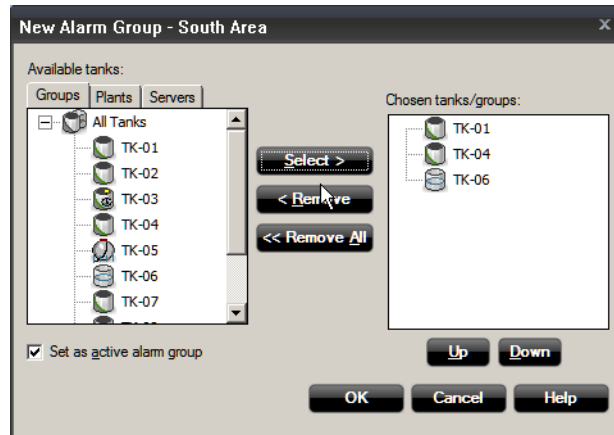 New Alarm Group - South Area
x
Available tanks:
Groups Plants Servers
All Tanks
TK-01
TK-02
TK-03
TK-04
TK-05
TK-06
TK-07
Select >
< Remove
<< Remove All
Chosen tanks/groups:
TK-01
TK-04
TK-06
Set as active alarm group
Up Down
OK Cancel Help